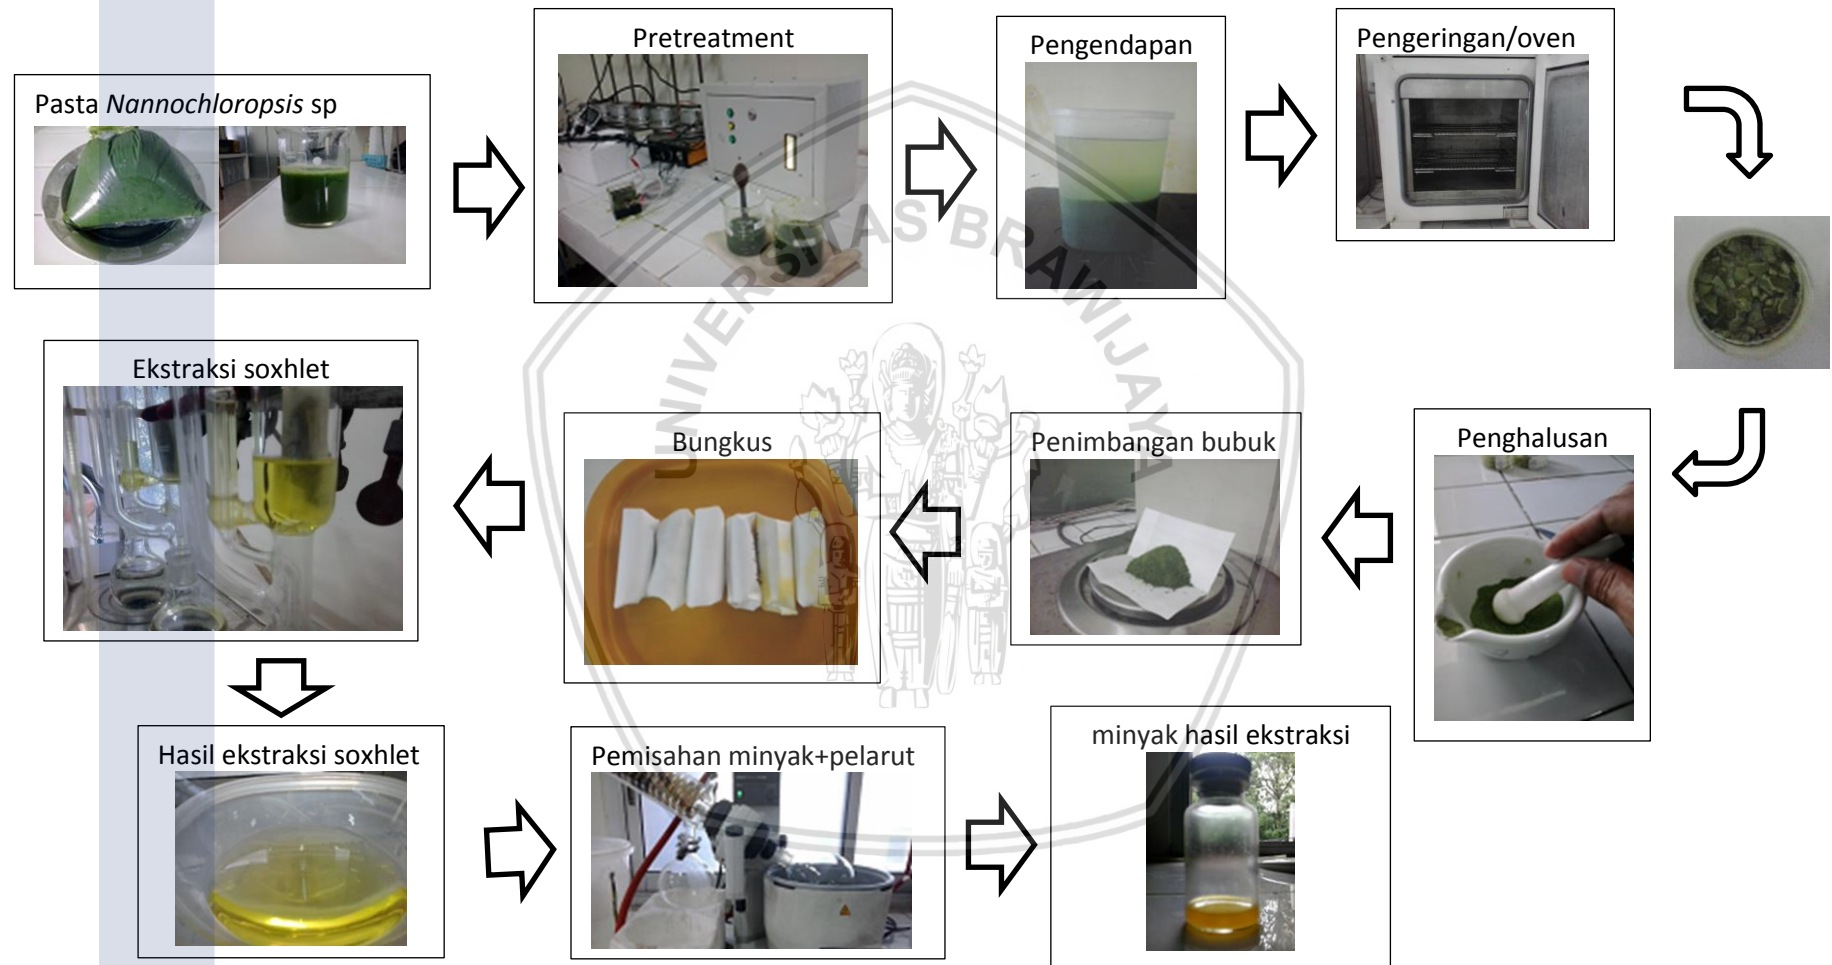 Pasta Nannochloropsis sp
Pretreatment
Pengendapan
Pengeringan/oven
Penghalusan
Penimbangan bubuk
Bungkus
Ekstraksi soxhlet
Hasil ekstraksi soxhlet
Pemisahan minyak+pelarut
minyak hasil ekstraksi
UNIVERSITAS BRAWIJAYA